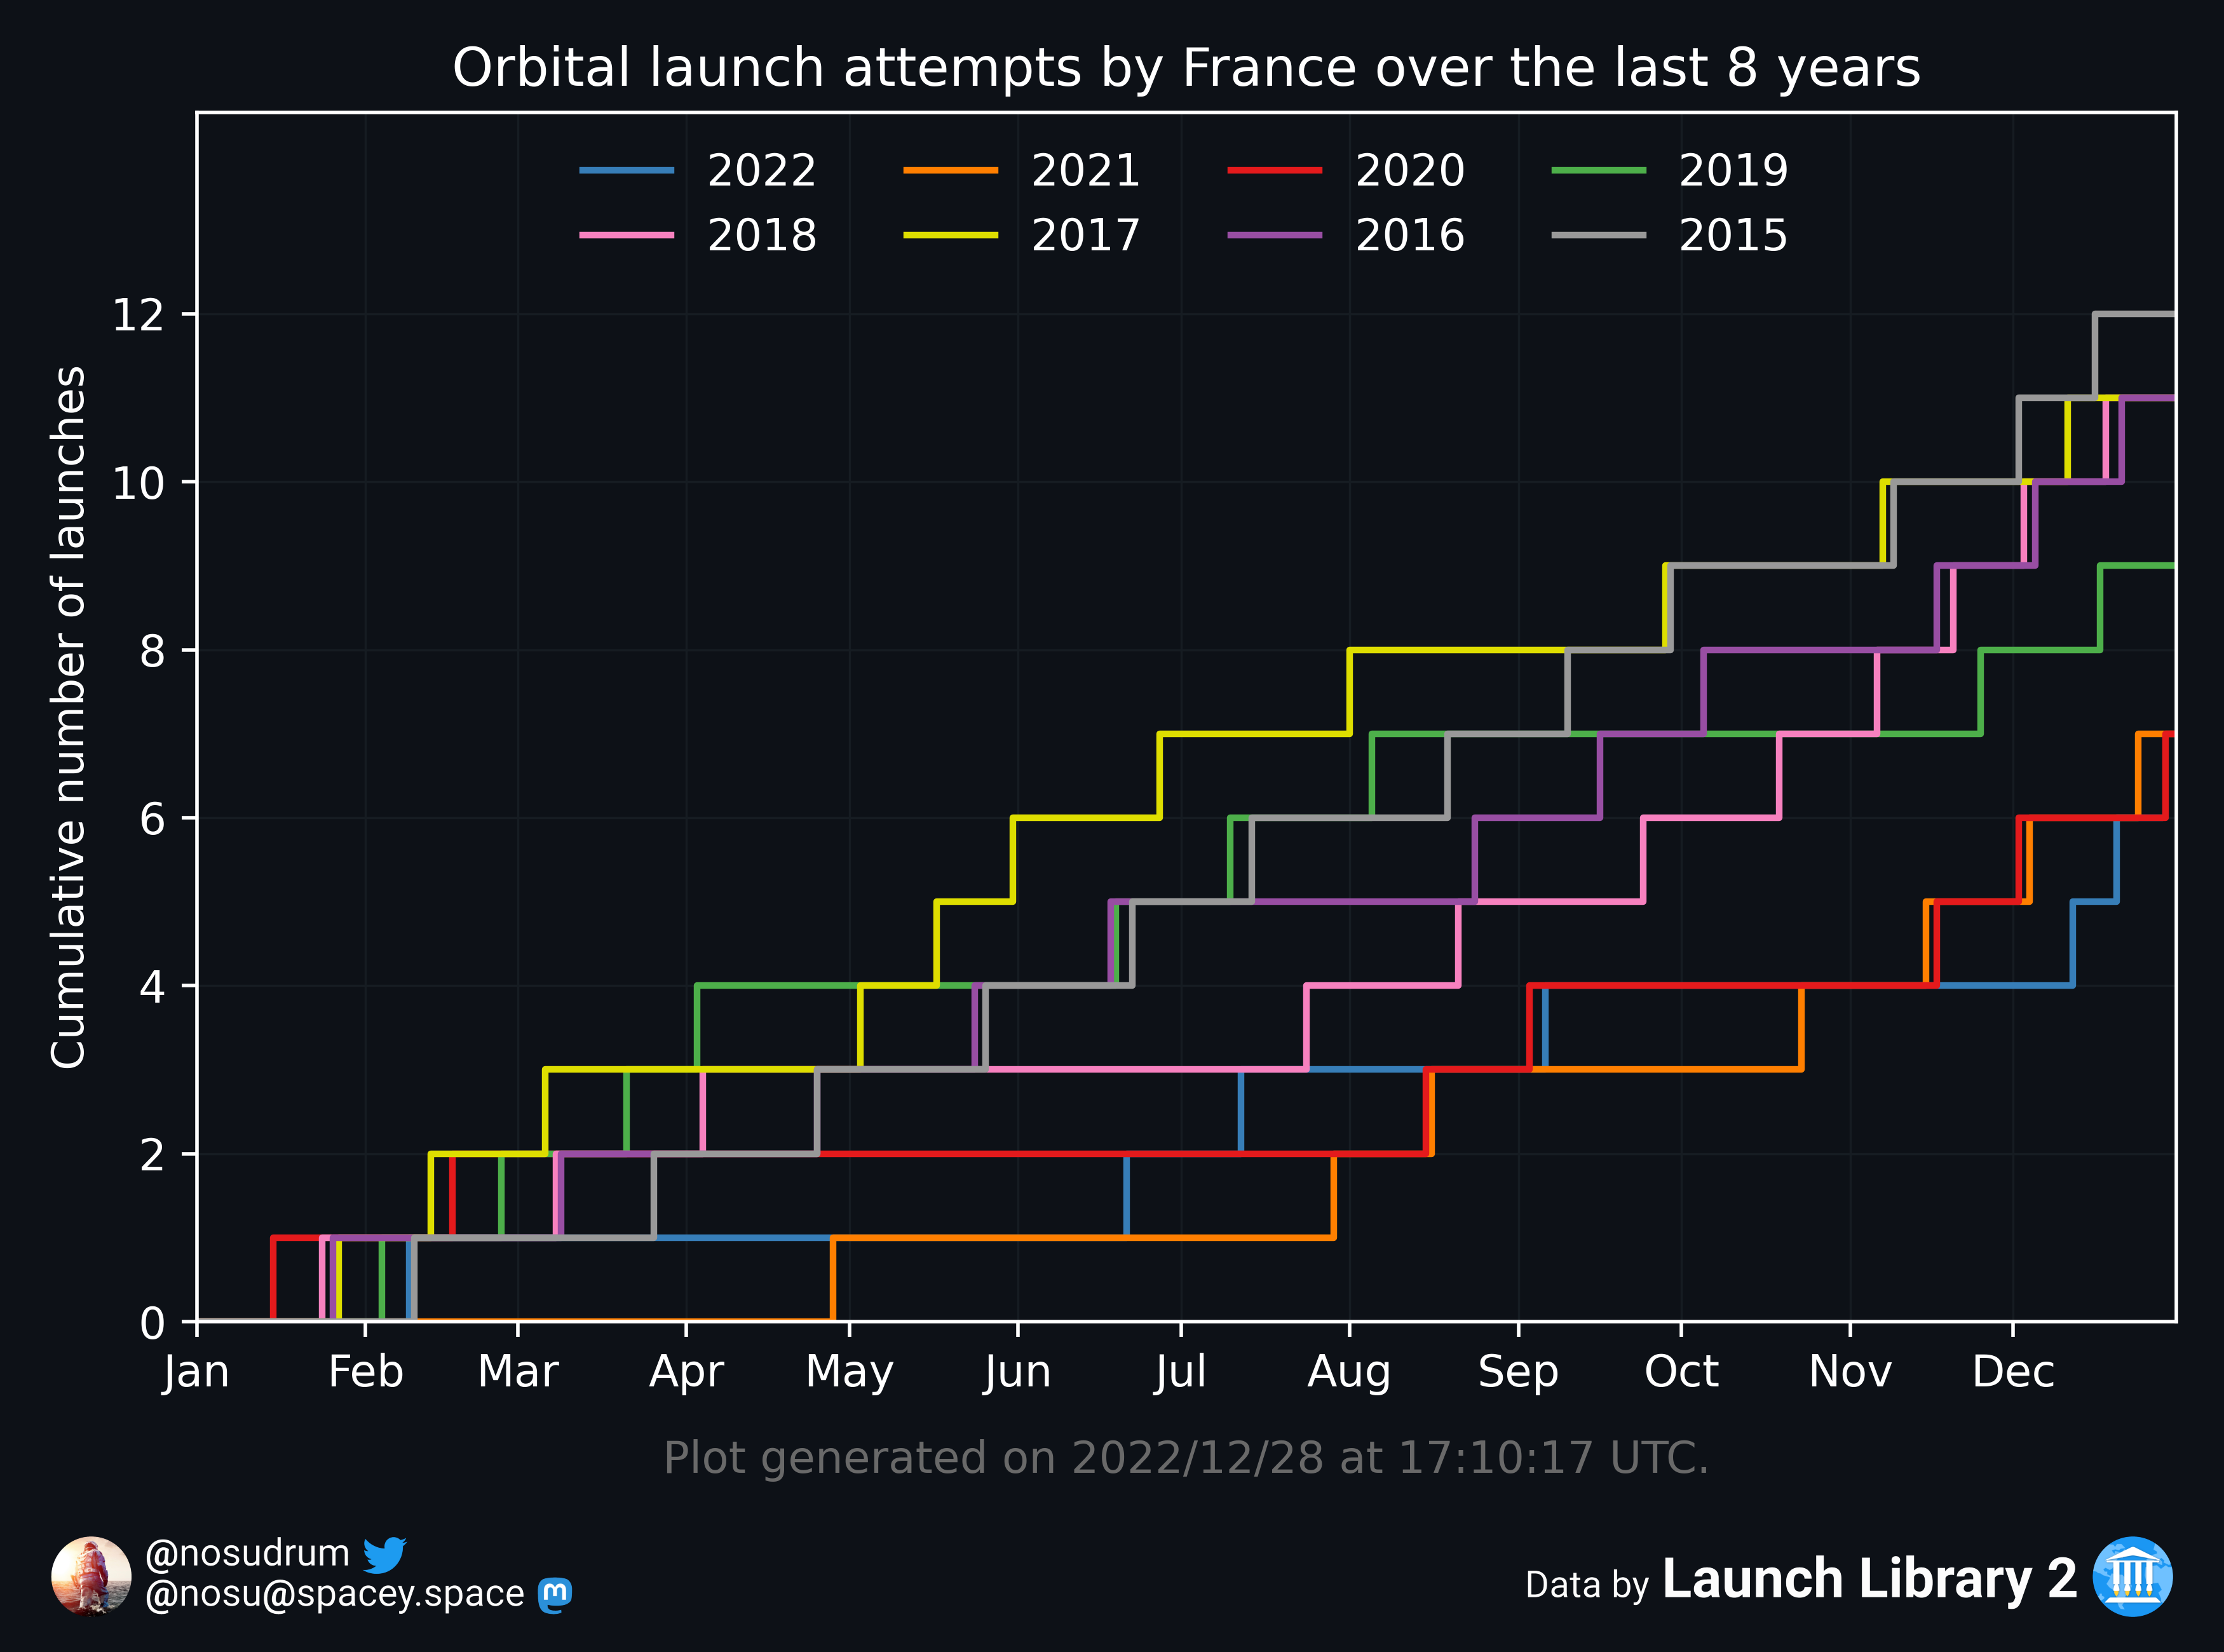 Orbital launch attempts by France over the last 8 years
2022 2021 2020 2019
2018 2017 2016 2015
Cumulative number of launches
12
10
8
6
4
2
0
Jan Feb Mar Apr May Jun Jul Aug Sep Oct Nov Dec
Plot generated on 2022/12/28 at 17:10:17 UTC.
@nosudrum
@nosu@spacey.space
Data by Launch Library 2